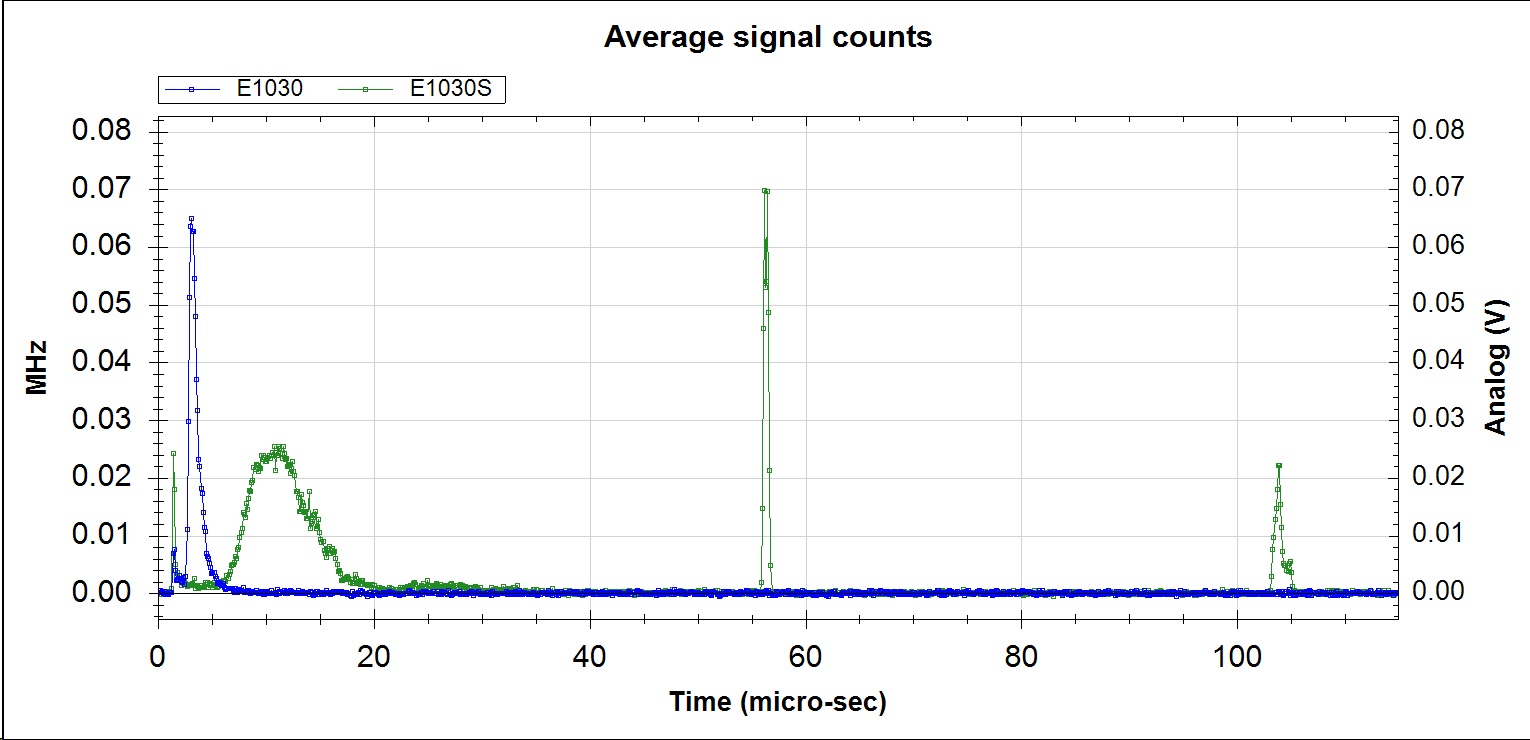 Average signal counts
E1030 E1030S
0.08 0.08
0.07 0.07
0.06 0.06
0.05 0.05
0.04 0.04
0.03 0.03
0.02 0.02
0.01 0.01
0.00 0.00
MHz
Analog (V)
0 20 40 60 80 100
Time (micro-sec)